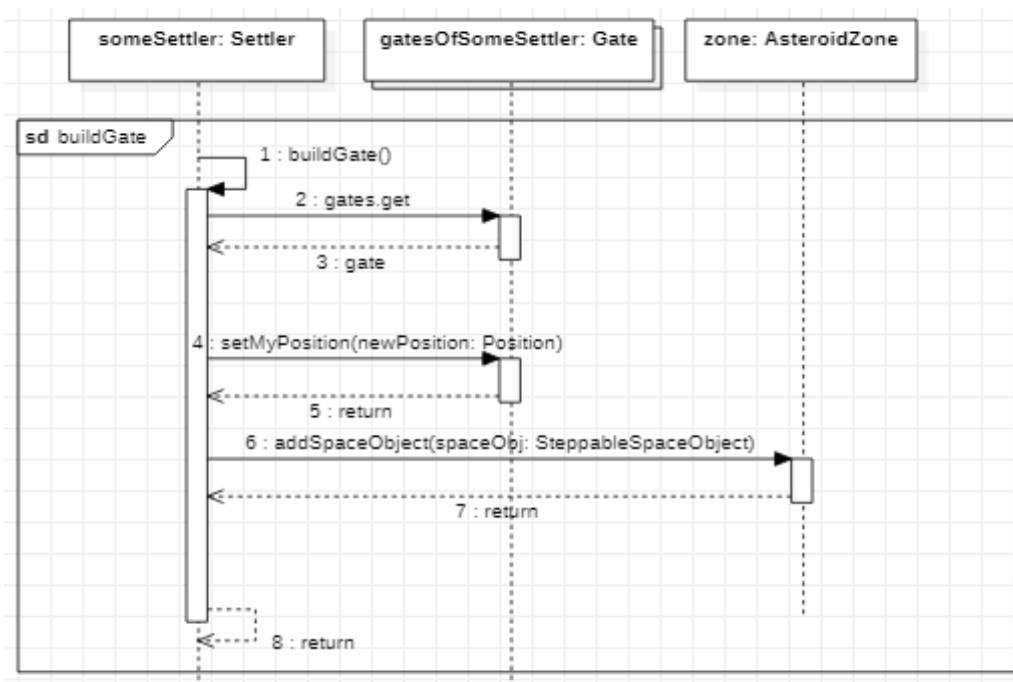 someSettler: Settler
gatesOfSomeSettler: Gate
zone: AsteroidZone
sd buildGate
1 : buildGate()
2 : gates.get
3 : gate
4 : setMyPosition(newPosition: Position)
5 : return
6 : addSpaceObject(spaceObj: SteppableSpaceObject)
7 : return
8 : return